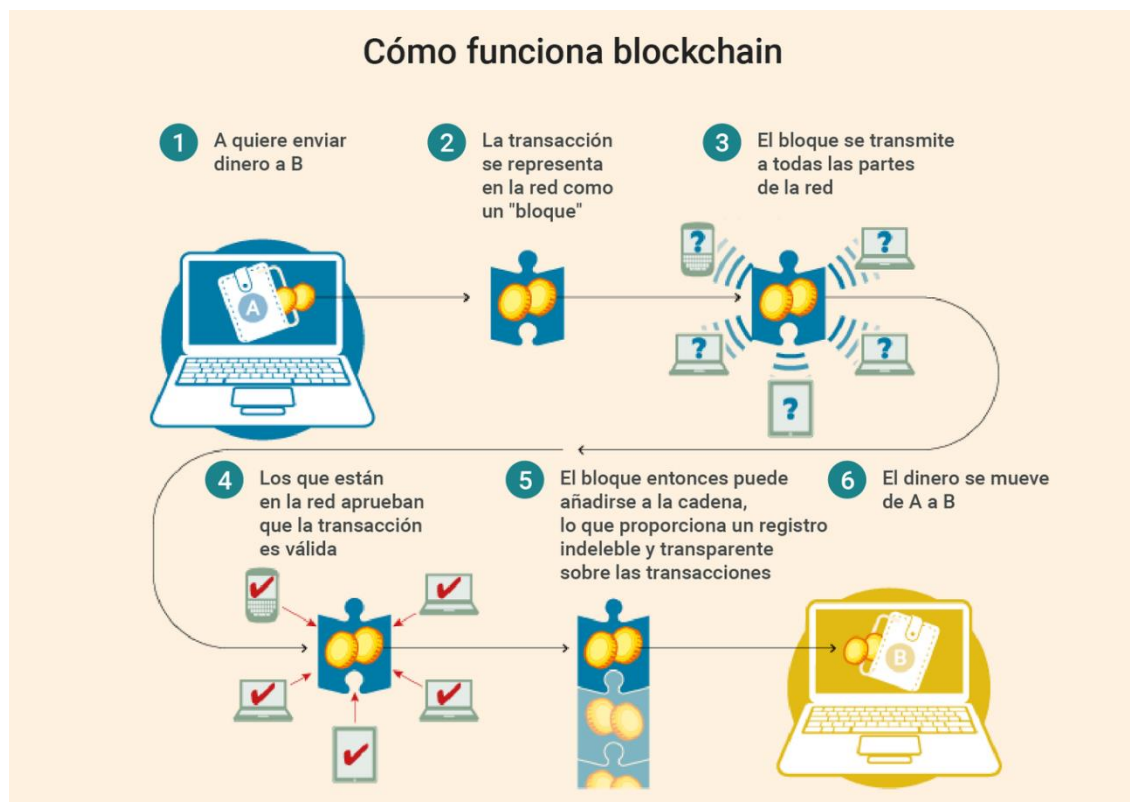 Cómo funciona blockchain
1
A quiere enviar
dinero a B
2
La transacción
se representa
en la red como
un "bloque"
3
El bloque se transmite
a todas las partes
de la red
A
?
?
?
?
?
4
Los que están
en la red aprueban
que la transacción
es válida
5
El bloque entonces puede
añadirse a la cadena,
lo que proporciona un registro
indeleble y transparente
sobre las transacciones
6
El dinero se mueve
de A a B
B